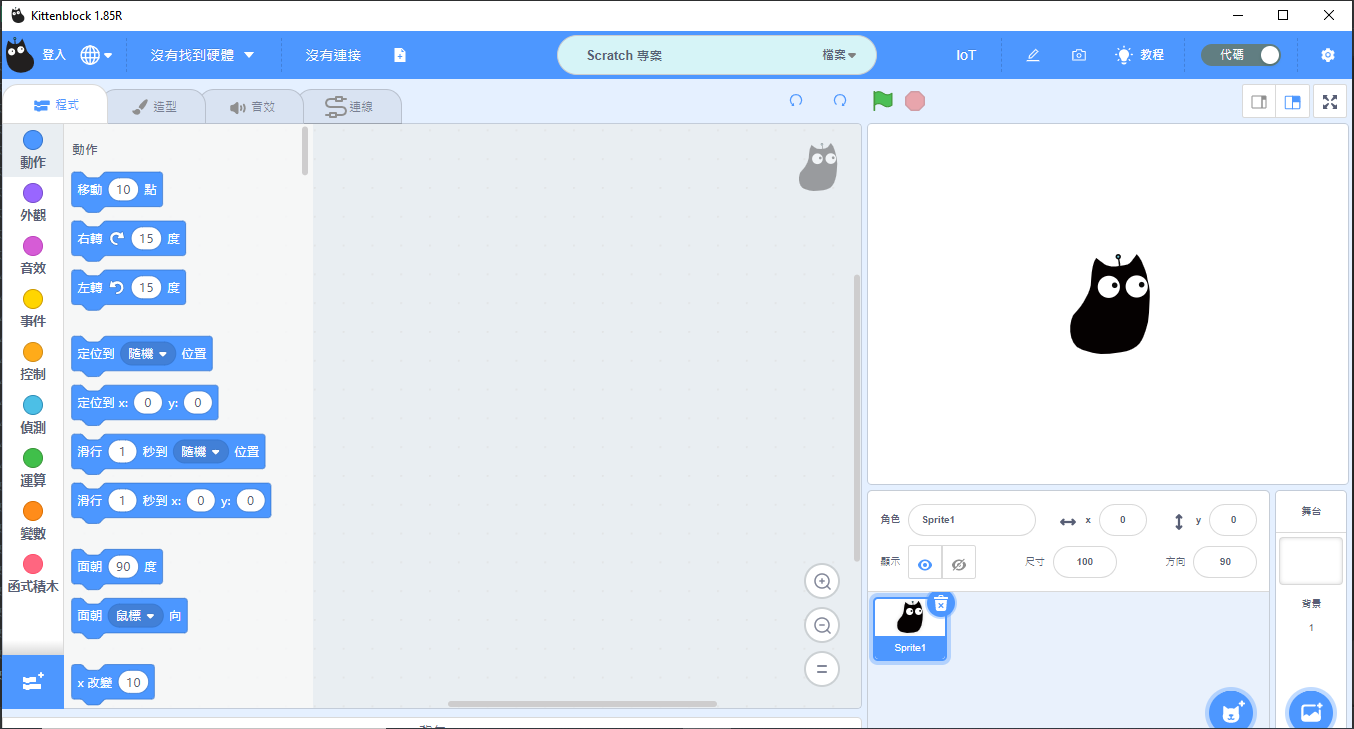 Kittenblock 1.85R
登入 沒有找到硬體 沒有連接 Scratch 專案 檔案 IoT 教程 代碼
程式 造型 音效 連線
動作
外觀
音效
事件
控制
偵測
運算
變數
函式積木
動作
移動 10 點
右轉 15 度
左轉 15 度
定位到 隨機 位置
定位到 x: 0 y: 0
滑行 1 秒到 隨機 位置
滑行 1 秒到 x: 0 y: 0
面朝 90 度
面朝 鼠標 向
x 改變 10
角色 Sprite1 x 0 y 0
顯示 尺寸 100 方向 90
Sprite1
舞台
背景
1